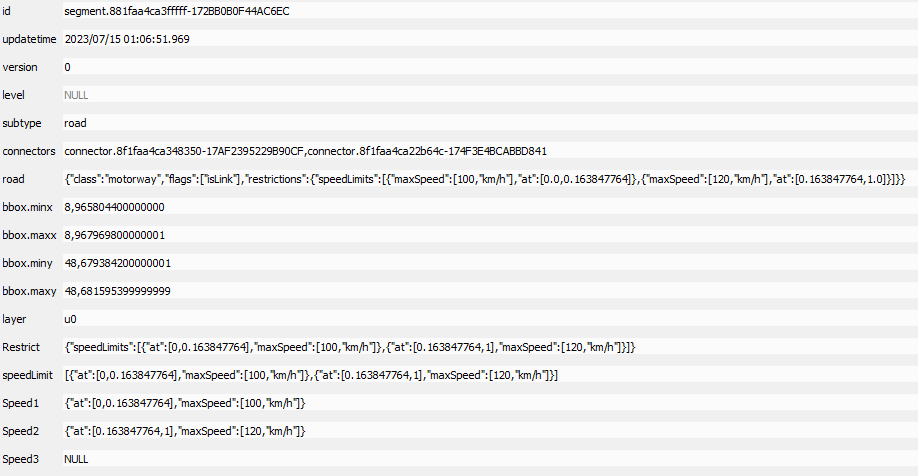 id segment.881faa4ca3fffff-172BB0B0F44AC6EC
updatetime 2023/07/15 01:06:51.969
version 0
level NULL
subtype road
connectors connector.8f1faa4ca348350-17AF2395229B90CF,connector.8f1faa4ca22b64c-174F3E4BCABBD841
road {"class":"motorway","flags":["isLink"],"restrictions":{"speedLimits":[{"maxSpeed":[100,"km/h"],"at":[0.0,0.163847764]},{"maxSpeed":[120,"km/h"],"at":[0.163847764,1.0]}]}}
bbox.minx 8,965804400000000
bbox.maxx 8,967969800000001
bbox.miny 48,679384200000001
bbox.maxy 48,681595399999999
layer u0
Restrict {"speedLimits":[{"at":[0,0.163847764],"maxSpeed":[100,"km/h"]},{"at":[0.163847764,1],"maxSpeed":[120,"km/h"]}]}
speedLimit [{"at":[0,0.163847764],"maxSpeed":[100,"km/h"]},{"at":[0.163847764,1],"maxSpeed":[120,"km/h"]}]
Speed1 {"at":[0,0.163847764],"maxSpeed":[100,"km/h"]}
Speed2 {"at":[0.163847764,1],"maxSpeed":[120,"km/h"]}
Speed3 NULL